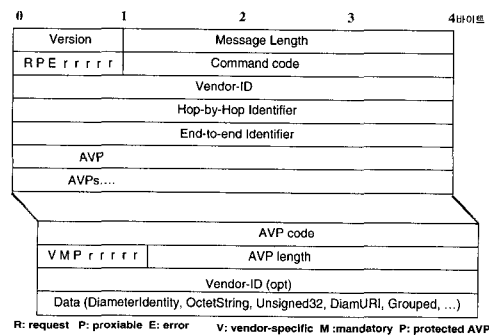 0 1 2 3 4바이트
Version Message Length
R P E r r r r r Command code
Vendor-ID
Hop-by-Hop Identifier
End-to-end Identifier
AVP
AVPs....
AVP code
V M P r r r r r AVP length
Vendor-ID (opt)
Data (DiameterIdentity, OctetString, Unsigned32, DiamURI, Grouped, ...)
R: request P: proxiable E: error V: vendor-specific M :mandatory P: protected AVP